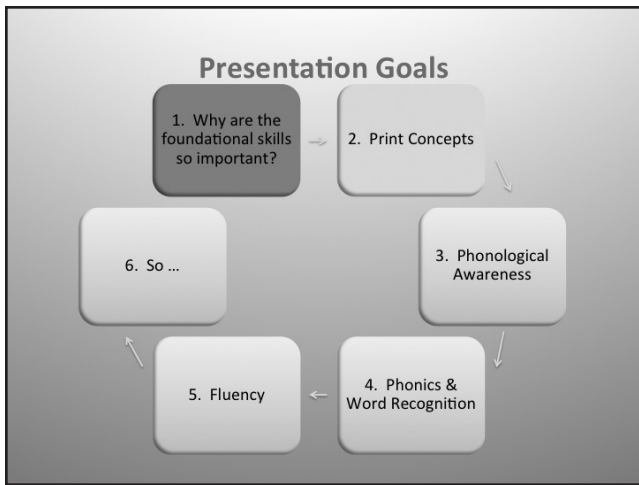 Presentation Goals
1. Why are the
foundational skills
so important?
2. Print Concepts
3. Phonological
Awareness
4. Phonics &
Word Recognition
5. Fluency
6. So ...